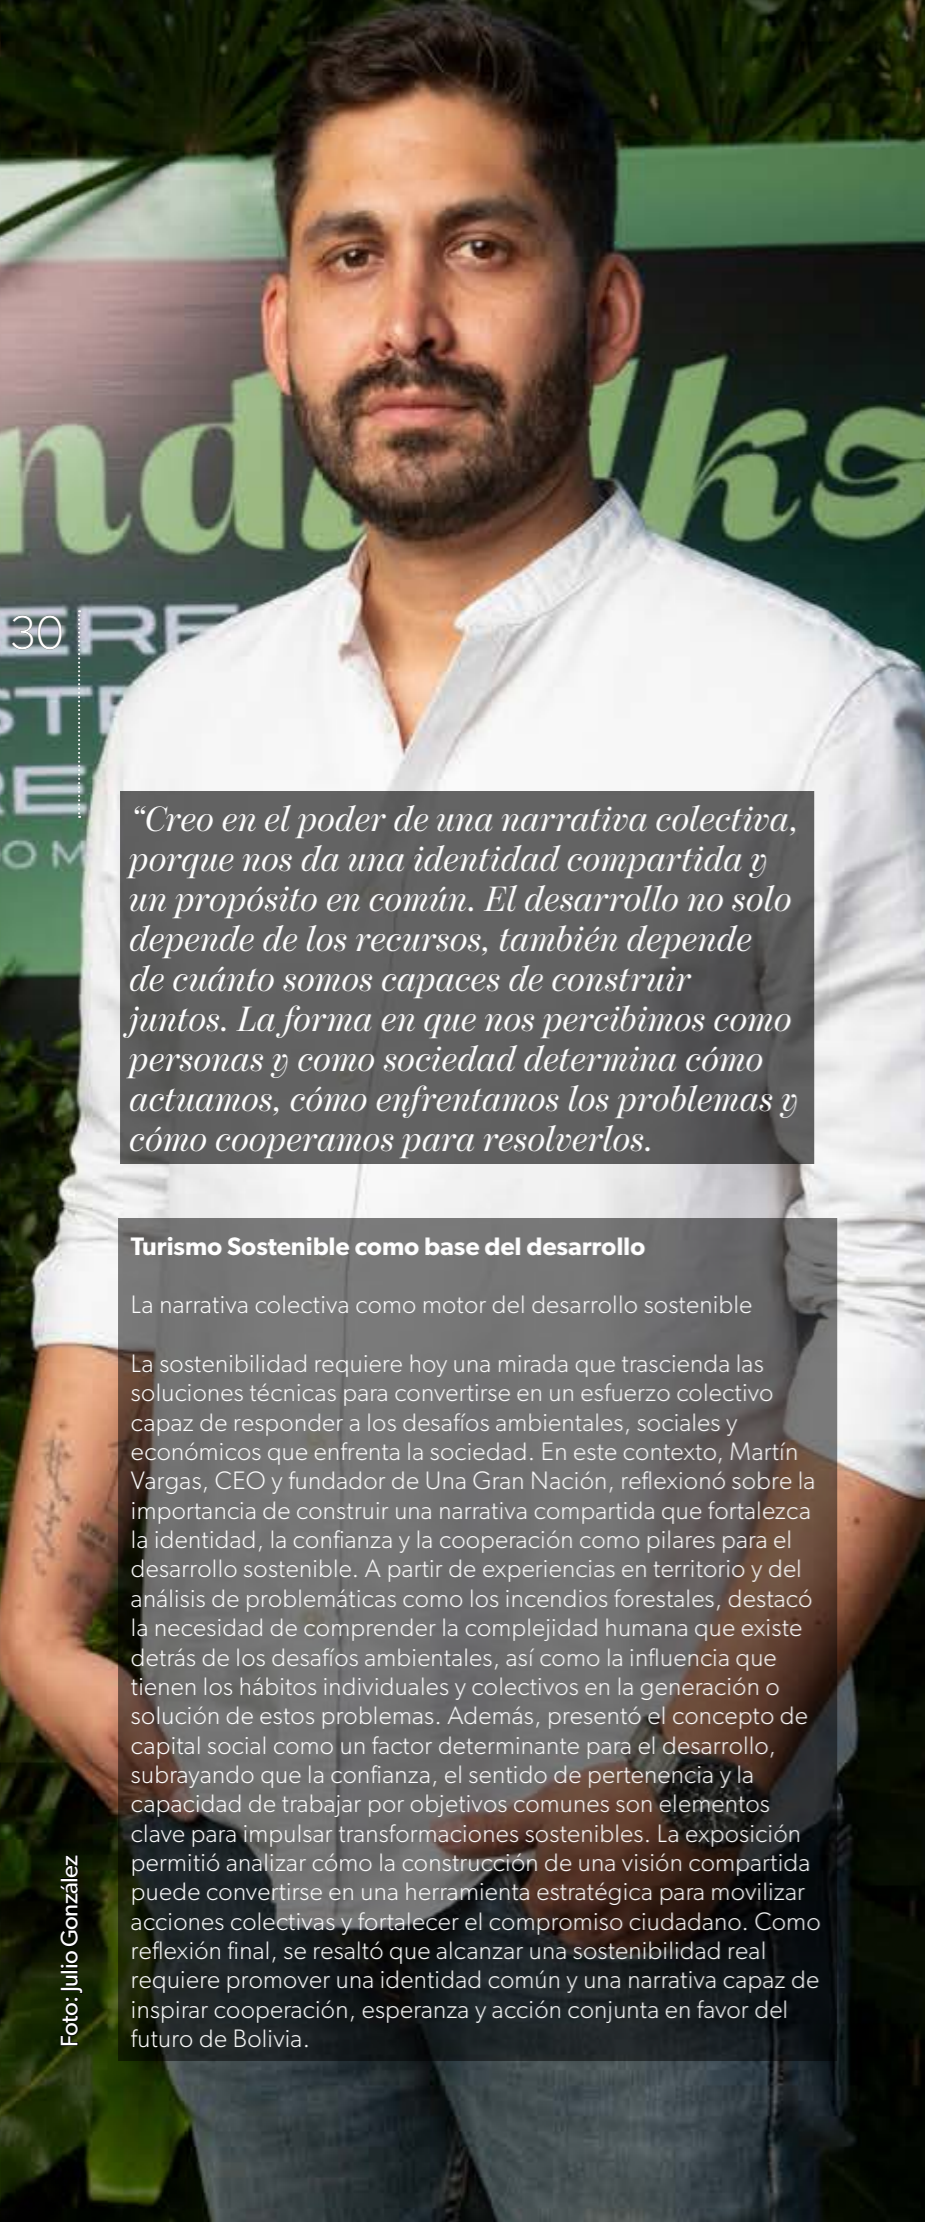 nd lks
ERE
STE
RE
O M
30
“Creo en el poder de una narrativa colectiva,
porque nos da una identidad compartida y
un propósito en común. El desarrollo no solo
depende de los recursos, también depende
de cuánto somos capaces de construir
juntos. La forma en que nos percibimos como
personas y como sociedad determina cómo
actuamos, cómo enfrentamos los problemas y
cómo cooperamos para resolverlos.
Turismo Sostenible como base del desarrollo
La narrativa colectiva como motor del desarrollo sostenible
La sostenibilidad requiere hoy una mirada que trascienda las
soluciones técnicas para convertirse en un esfuerzo colectivo
capaz de responder a los desafíos ambientales, sociales y
económicos que enfrenta la sociedad. En este contexto, Martín
Vargas, CEO y fundador de Una Gran Nación, reflexionó sobre la
importancia de construir una narrativa compartida que fortalezca
la identidad, la confianza y la cooperación como pilares para el
desarrollo sostenible. A partir de experiencias en territorio y del
análisis de problemáticas como los incendios forestales, destacó
la necesidad de comprender la complejidad humana que existe
detrás de los desafíos ambientales, así como la influencia que
tienen los hábitos individuales y colectivos en la generación o
solución de estos problemas. Además, presentó el concepto de
capital social como un factor determinante para el desarrollo,
subrayando que la confianza, el sentido de pertenencia y la
capacidad de trabajar por objetivos comunes son elementos
clave para impulsar transformaciones sostenibles. La exposición
permitió analizar cómo la construcción de una visión compartida
puede convertirse en una herramienta estratégica para movilizar
acciones colectivas y fortalecer el compromiso ciudadano. Como
reflexión final, se resaltó que alcanzar una sostenibilidad real
requiere promover una identidad común y una narrativa capaz de
inspirar cooperación, esperanza y acción conjunta en favor del
futuro de Bolivia.
Foto: Julio González